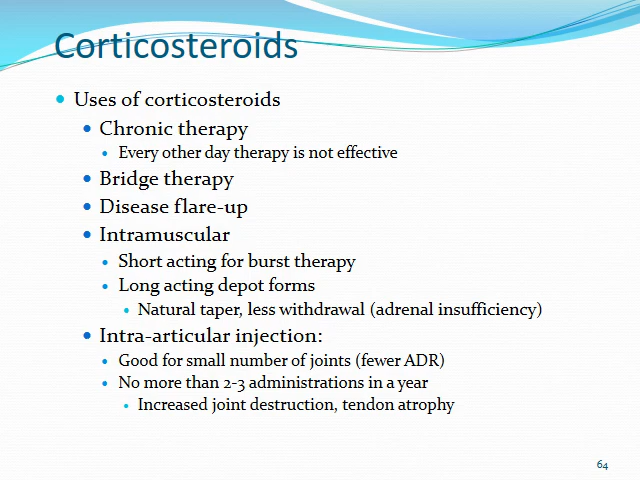 Corticosteroids
Uses of corticosteroids
Chronic therapy
Every other day therapy is not effective
Bridge therapy
Disease flare-up
Intramuscular
Short acting for burst therapy
Long acting depot forms
Natural taper, less withdrawal (adrenal insufficiency)
Intra-articular injection:
Good for small number of joints (fewer ADR)
No more than 2-3 administrations in a year
Increased joint destruction, tendon atrophy
64